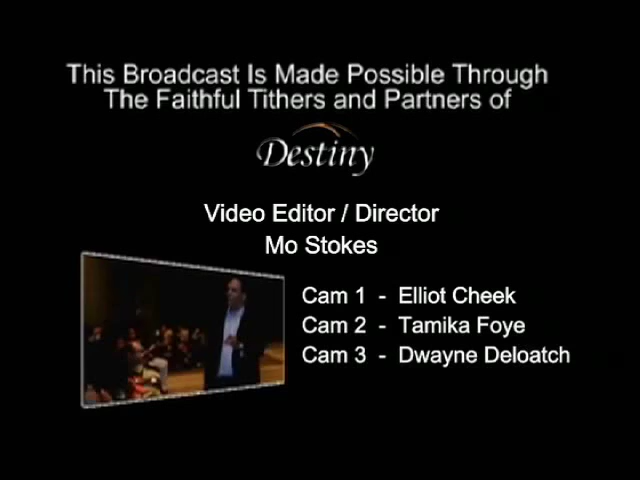 This Broadcast Is Made Possible Through
The Faithful Tithers and Partners of
Destiny
Video Editor / Director
Mo Stokes
Cam 1 - Elliot Cheek
Cam 2 - Tamika Foye
Cam 3 - Dwayne Deloatch